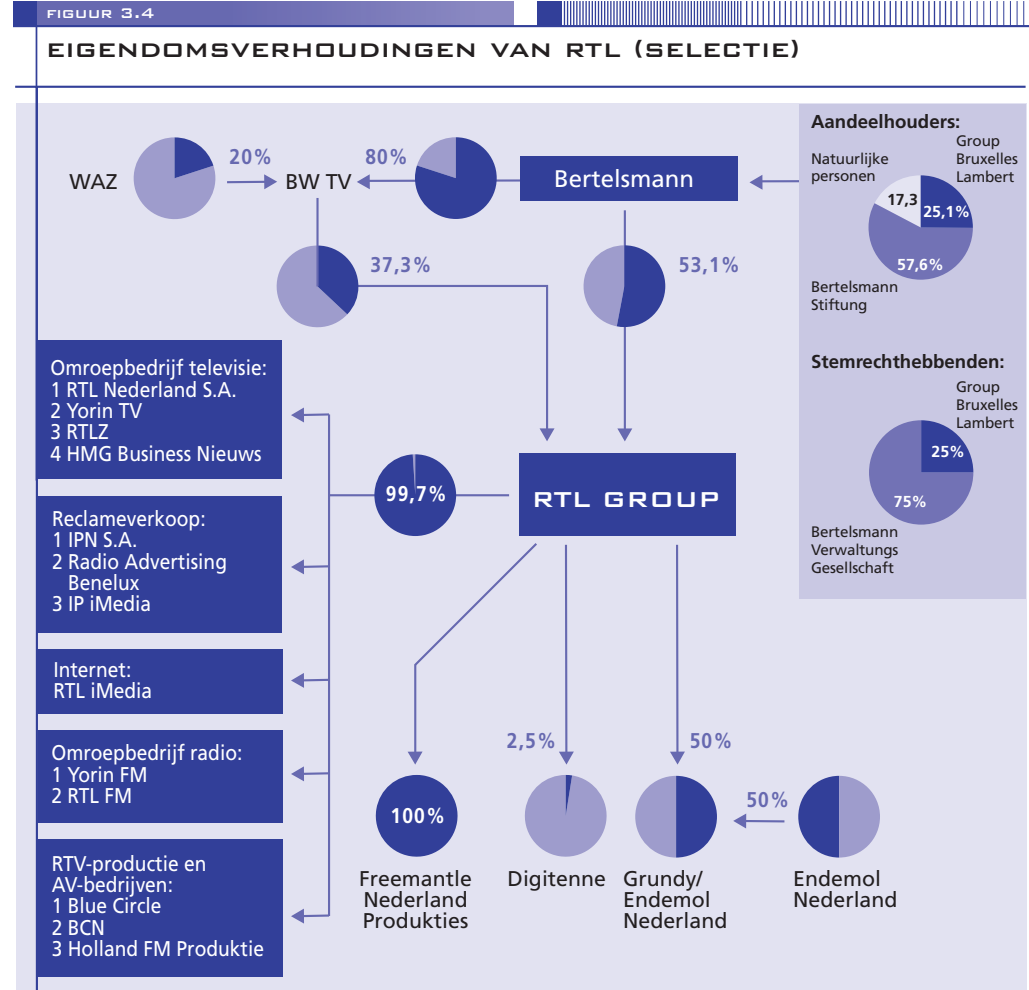 FIGUUR 3.4
EIGENDOMSVERHOUDINGEN VAN RTL (SELECTIE)
WAZ
20%
BW TV
80%
Bertelsmann
37,3%
53,1%
Aandeelhouders:
Natuurlijke
personen
Group
Bruxelles
Lambert
17,3
25,1%
57,6%
Bertelsmann
Stiftung
Stemrechthebbenden:
Group
Bruxelles
Lambert
25%
75%
Bertelsmann
Verwaltungs
Gesellschaft
Omroepbedrijf televisie:
1 RTL Nederland S.A.
2 Yorin TV
3 RTLZ
4 HMG Business Nieuws
99,7%
RTL GROUP
Reclameverkoop:
1 IPN S.A.
2 Radio Advertising
Benelux
3 IP iMedia
Internet:
RTL iMedia
Omroepbedrijf radio:
1 Yorin FM
2 RTL FM
RTV-productie en
AV-bedrijven:
1 Blue Circle
2 BCN
3 Holland FM Produktie
2,5%
50%
100%
50%
Freemantle
Nederland
Produkties
Digitenne
Grundy/
Endemol
Nederland
Endemol
Nederland